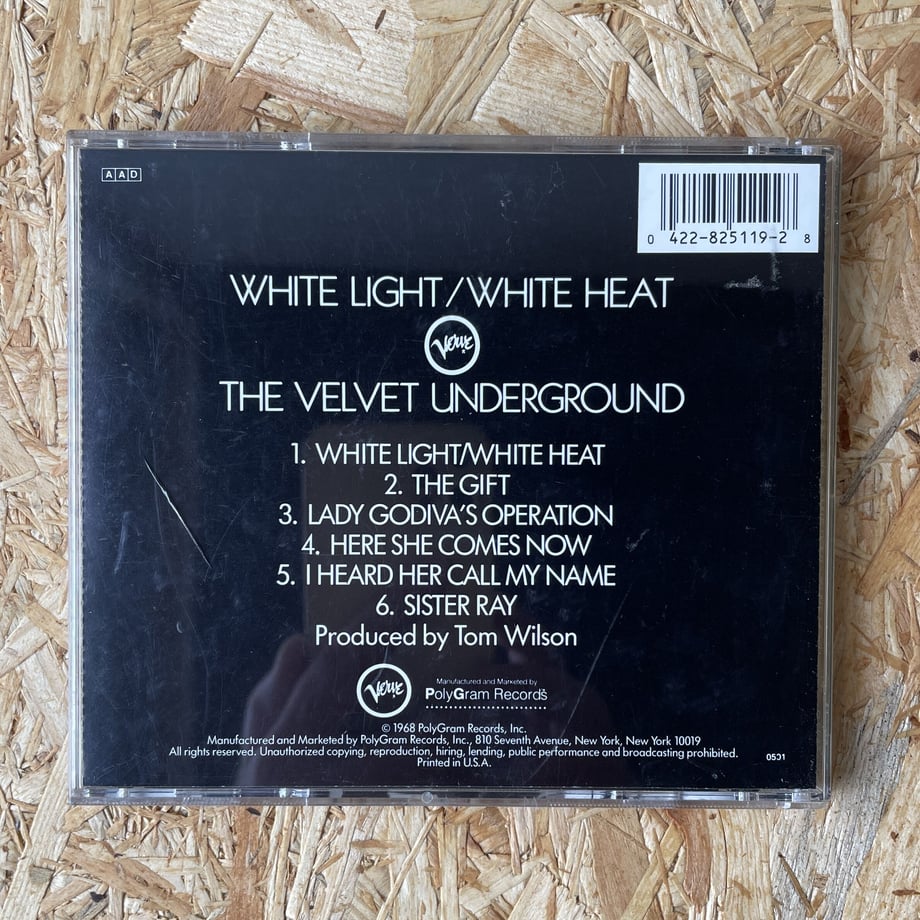 AAD
0 422-825119-2 8
WHITE LIGHT/WHITE HEAT
Verve
THE VELVET UNDERGROUND
1. WHITE LIGHT/WHITE HEAT
2. THE GIFT
3. LADY GODIVA'S OPERATION
4. HERE SHE COMES NOW
5. I HEARD HER CALL MY NAME
6. SISTER RAY
Produced by Tom Wilson
Verve
Manufactured and Marketed by
PolyGram Records
© 1968 PolyGram Records, Inc.
Manufactured and Marketed by PolyGram Records, Inc., 810 Seventh Avenue, New York, New York 10019
All rights reserved. Unauthorized copying, reproduction, hiring, lending, public performance and broadcasting prohibited.
Printed in U.S.A.
0501